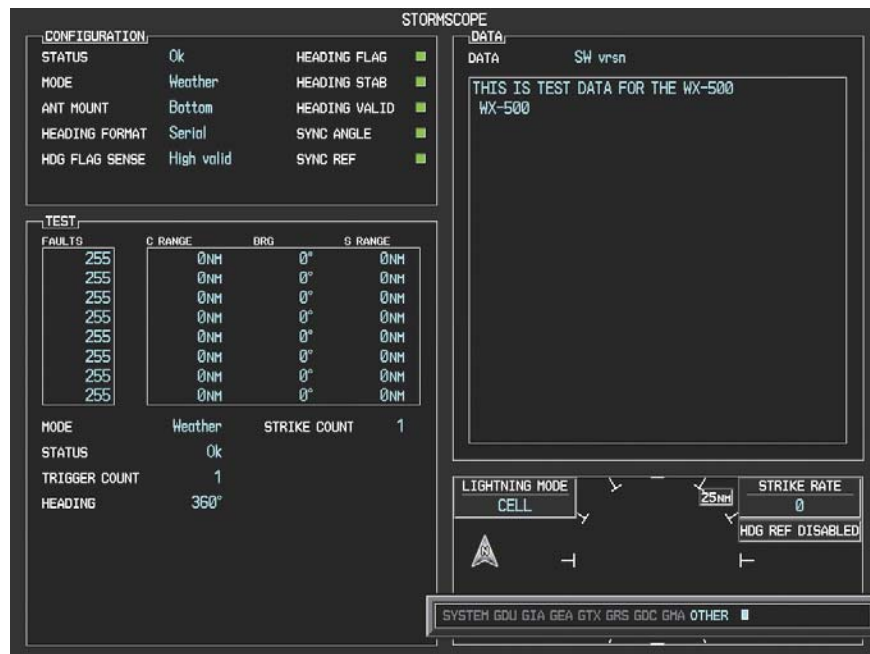 STORMSCOPE
CONFIGURATION
STATUS Ok HEADING FLAG
MODE Weather HEADING STAB
ANT MOUNT Bottom HEADING VALID
HEADING FORMAT Serial SYNC ANGLE
HDG FLAG SENSE High valid SYNC REF
TEST
FAULTS C RANGE BRG S RANGE
255 0NM 0° 0NM
255 0NM 0° 0NM
255 0NM 0° 0NM
255 0NM 0° 0NM
255 0NM 0° 0NM
255 0NM 0° 0NM
255 0NM 0° 0NM
255 0NM 0° 0NM
MODE Weather STRIKE COUNT 1
STATUS Ok
TRIGGER COUNT 1
HEADING 360°
DATA
DATA SW vrsn
THIS IS TEST DATA FOR THE WX-500
WX-500
LIGHTNING MODE
CELL
25NM
STRIKE RATE
0
HDG REF DISABLED
N
SYSTEM GDU GIA GEA GTX GRS GDC GMA OTHER